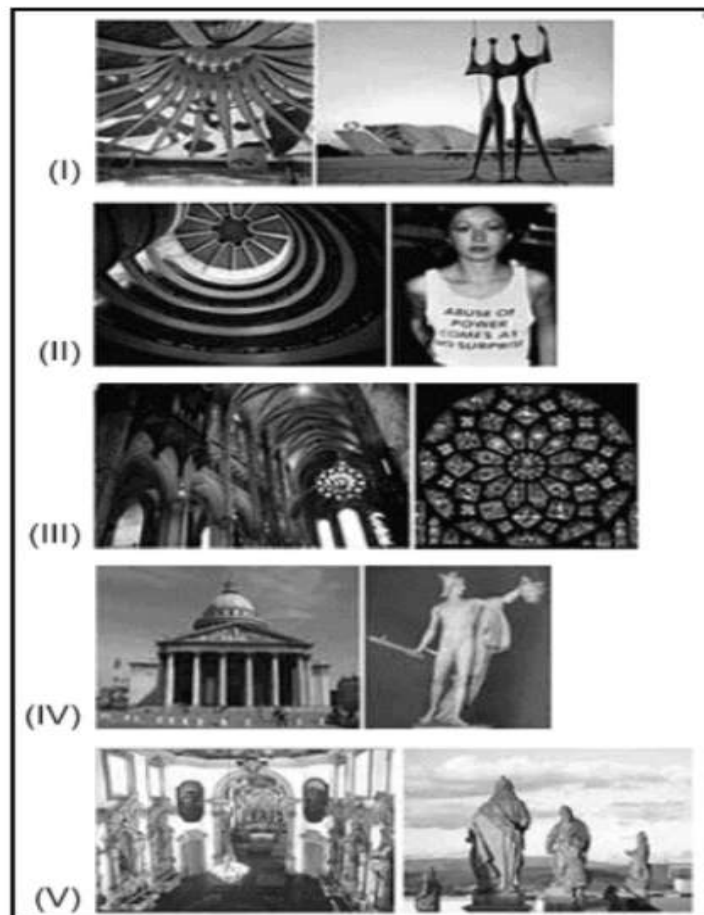 (I)
(II)
ABUSE OF
POWER
COMES AS
NO SURPRISE
(III)
(IV)
(V)